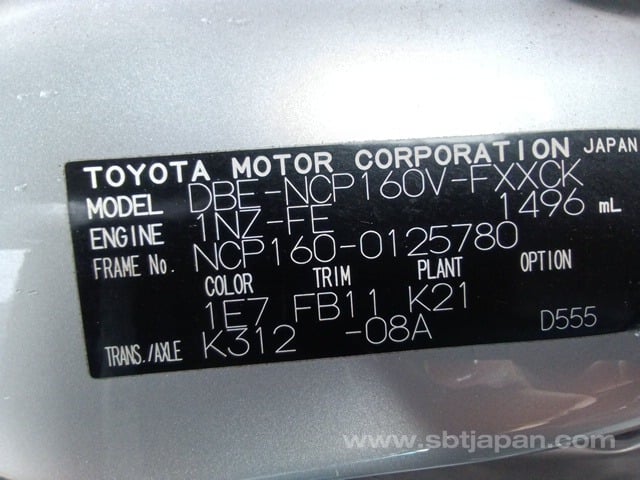 TOYOTA MOTOR CORPORATION JAPAN
MODEL DBE-NCP160V-FXXCK
ENGINE 1NZ-FE 1496 mL
FRAME No. NCP160-0125780
COLOR TRIM PLANT OPTION
1E7 FB11 K21
TRANS./AXLE K312 -08A D555
www.sbtjapan.com